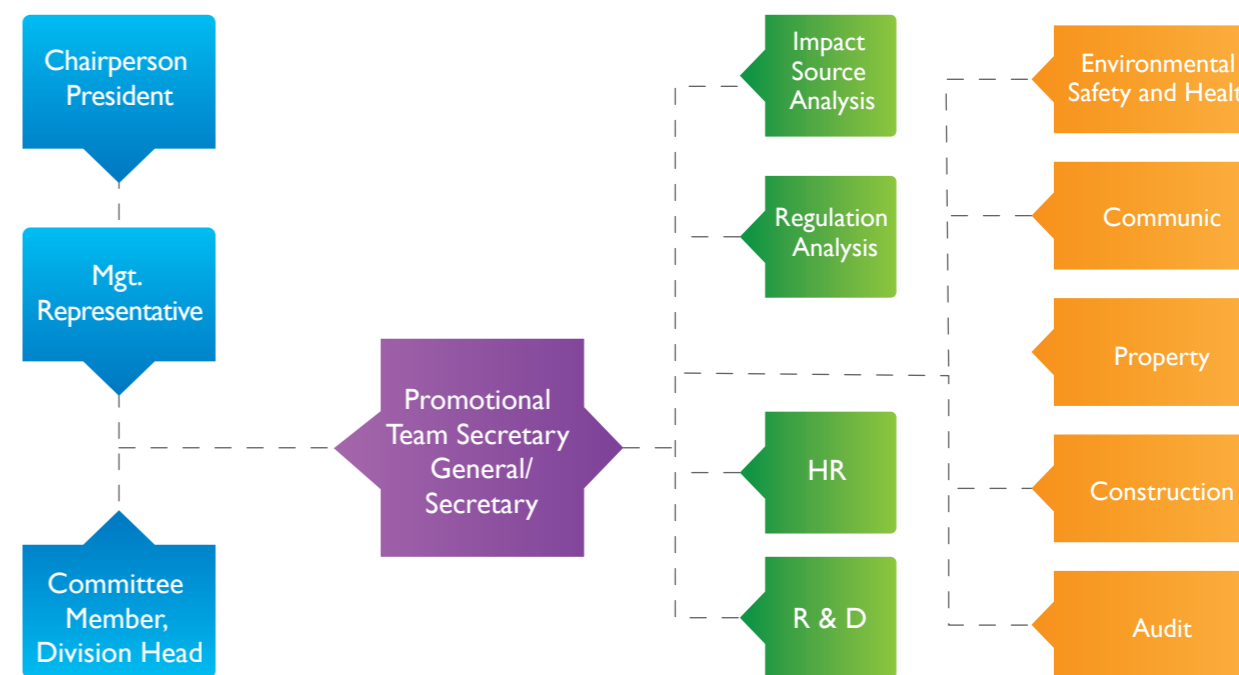 Chairperson
President
Mgt.
Representative
Committee
Member,
Division Head
Promotional
Team Secretary
General/
Secretary
Impact
Source
Analysis
Regulation
Analysis
HR
R & D
Environmental
Safety and Healt
Communic
Property
Construction
Audit